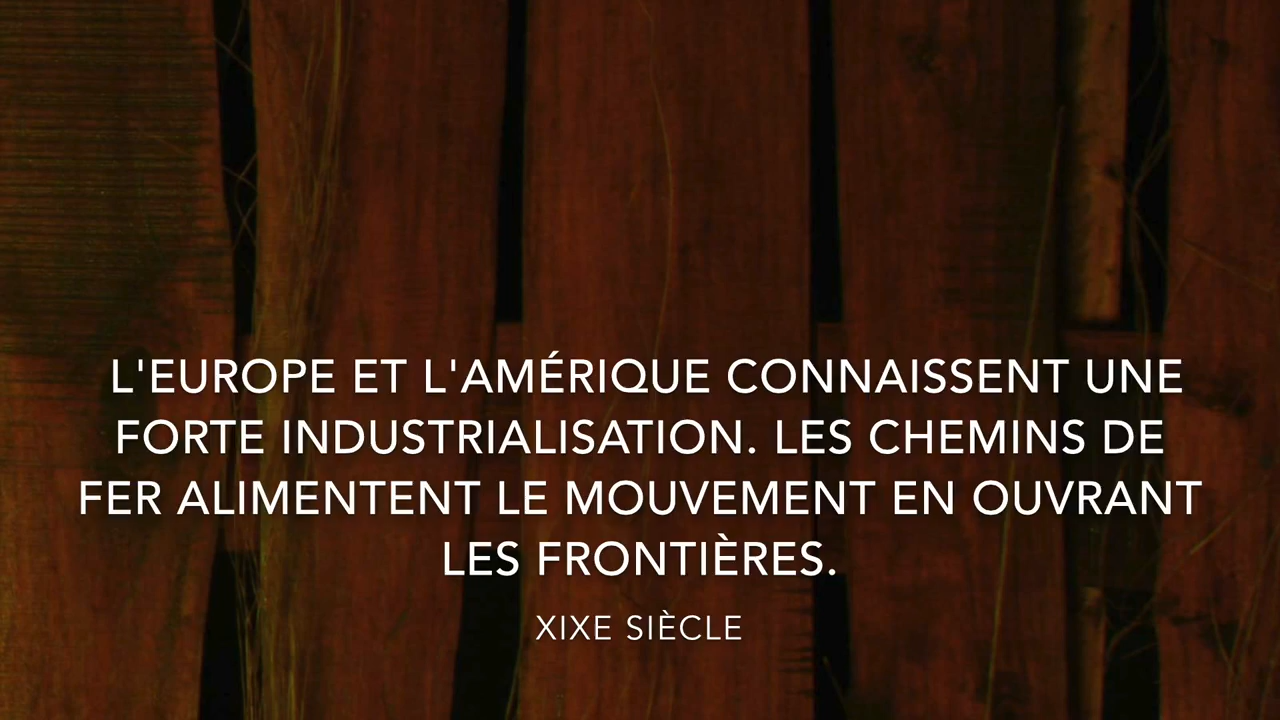 L'EUROPE ET L'AMÉRIQUE CONNAISSENT UNE
FORTE INDUSTRIALISATION. LES CHEMINS DE
FER ALIMENTENT LE MOUVEMENT EN OUVRANT
LES FRONTIÈRES.
XIXE SIÈCLE